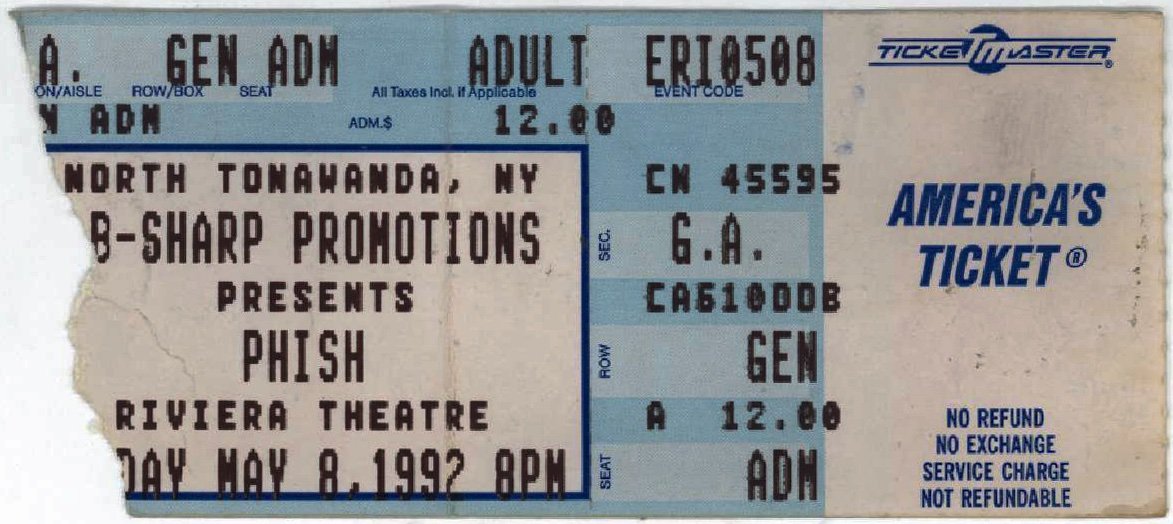 A. GEN ADM ADULT ERI0508
ON/AISLE ROW/BOX SEAT All Taxes Incl. if Applicable EVENT CODE
N ADM ADM.$ 12.00
NORTH TONAWANDA, NY CN 45595
B-SHARP PROMOTIONS SEC. G.A.
PRESENTS CA610DDB
PHISH ROW GEN
RIVIERA THEATRE A 12.00
DAY MAY 8,1992 8PM SEAT ADM
TICKETMASTER®
AMERICA'S
TICKET®
NO REFUND
NO EXCHANGE
SERVICE CHARGE
NOT REFUNDABLE